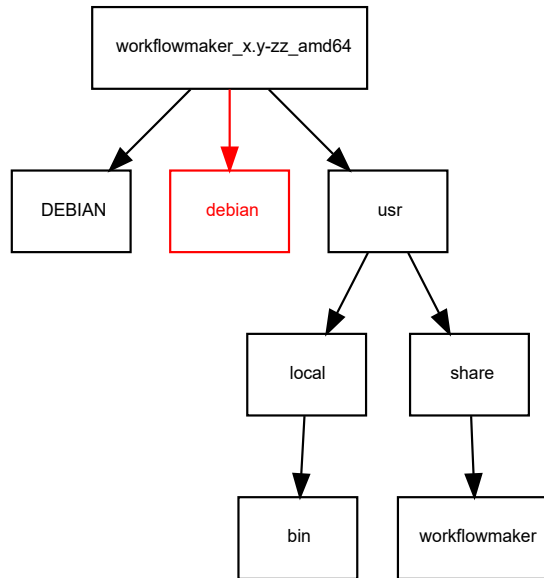 workflowmaker_x.y-zz_amd64
DEBIAN
debian
usr
local
share
bin
workflowmaker